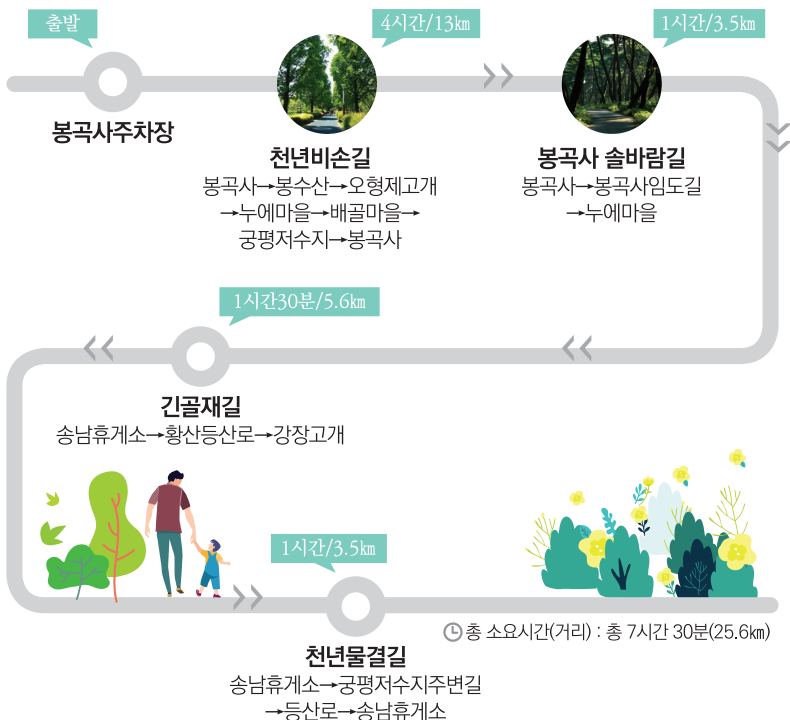 출발
봉곡사주차장
4시간/13㎞
천년비손길
봉곡사→봉수산→오형제고개
→누에마을→배골마을→
궁평저수지→봉곡사
1시간/3.5㎞
봉곡사 솔바람길
봉곡사→봉곡사임도길
→누에마을
1시간30분/5.6㎞
긴골재길
송남휴게소→황산등산로→강장고개
1시간/3.5㎞
천년물결길
송남휴게소→궁평저수지주변길
→등산로→송남휴게소
총 소요시간(거리) : 총 7시간 30분(25.6㎞)